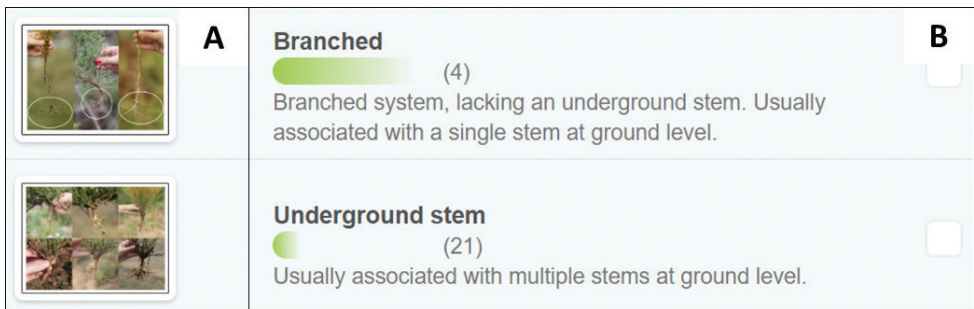 A
B
Branched
(4)
Branched system, lacking an underground stem. Usually
associated with a single stem at ground level.
Underground stem
(21)
Usually associated with multiple stems at ground level.